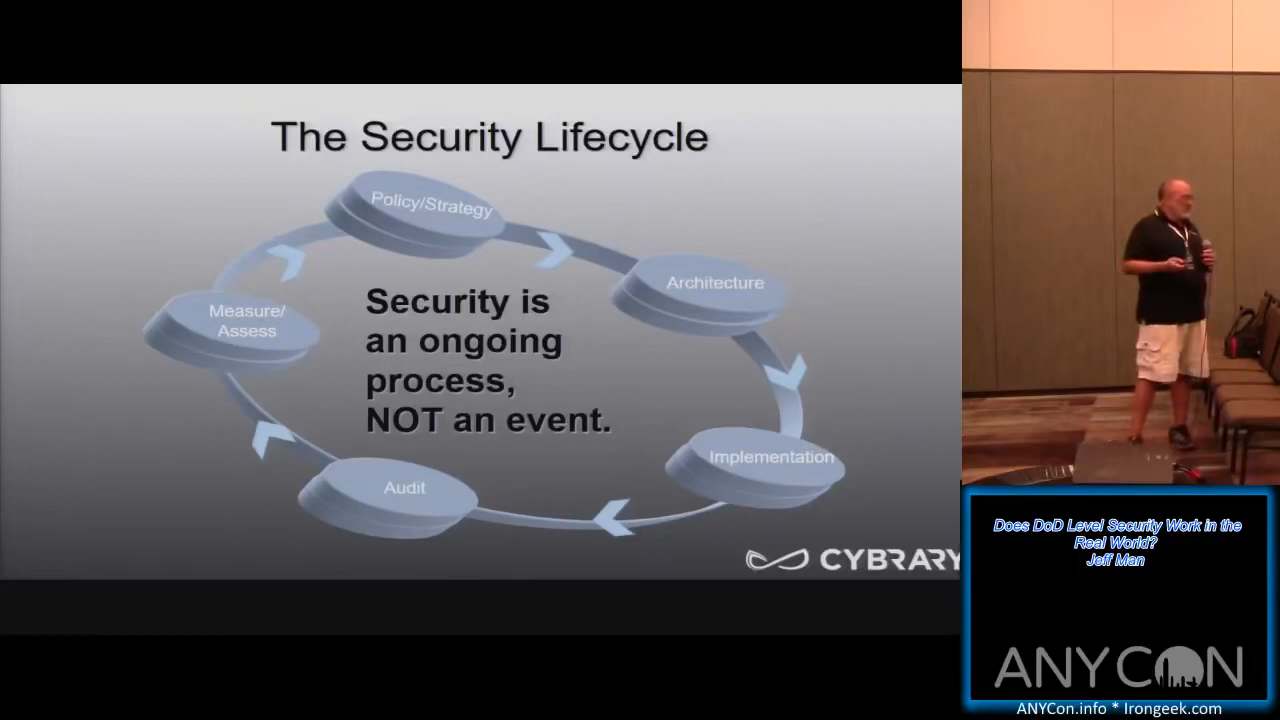 The Security Lifecycle
Policy/Strategy
Architecture
Measure/
Assess
Security is
an ongoing
process,
NOT an event.
Implementation
Audit
CYBRARY
Does DoD Level Security Work in the
Real World?
Jeff Man
ANYCON
ANYCon.info * Irongeek.com